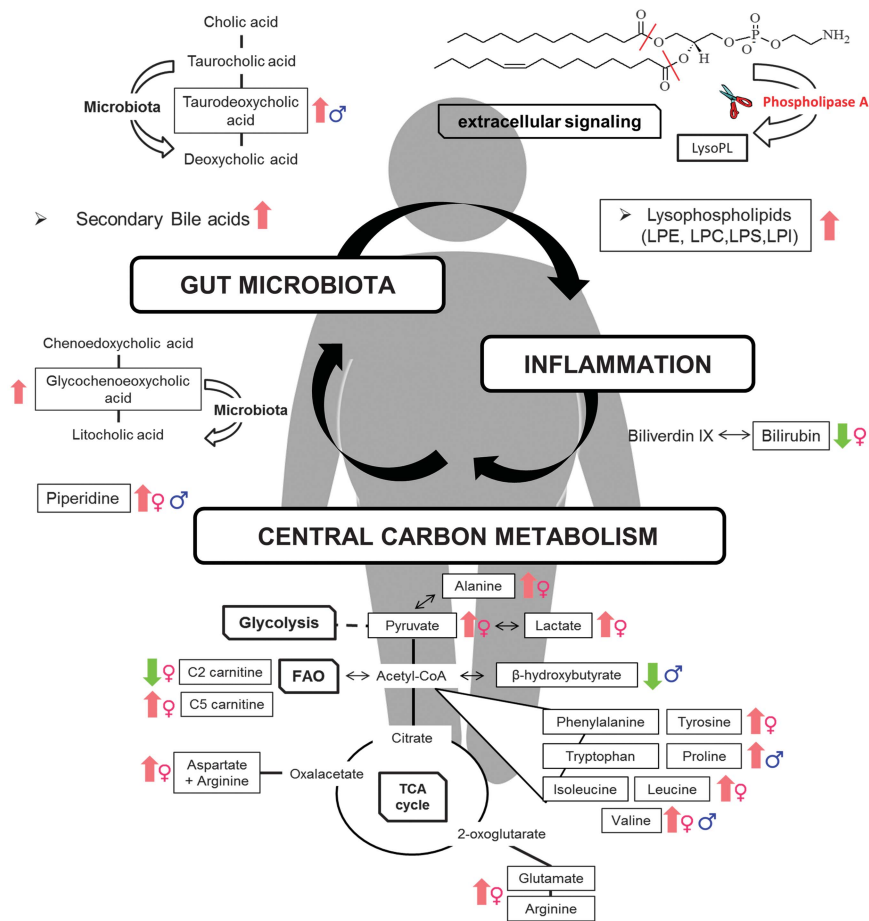 Cholic acid
Taurocholic acid
Microbiota
Taurodeoxycholic
acid
♂
Deoxycholic acid
➢ Secondary Bile acids
O
O
O
O
H
O
P
O
O
O
NH2
Phospholipase A
extracellular signaling
LysoPL
➢ Lysophospholipids
(LPE, LPC,LPS,LPI)
GUT MICROBIOTA
INFLAMMATION
Chenoedoxycholic acid
Glycochenoeoxycholic
acid
Microbiota
Litocholic acid
Biliverdin IX
Bilirubin
♀
Piperidine
♀ ♂
CENTRAL CARBON METABOLISM
Alanine
♀
Glycolysis
Pyruvate
♀
Lactate
♀
♀
C2 carnitine
FAO
Acetyl-CoA
β-hydroxybutyrate
♂
♀
C5 carnitine
Phenylalanine
Tyrosine
♀
Citrate
Tryptophan
Proline
♂
♀
Aspartate
+ Arginine
Oxalacetate
TCA
cycle
Isoleucine
Leucine
♀
Valine
♀ ♂
2-oxoglutarate
♀
Glutamate
Arginine